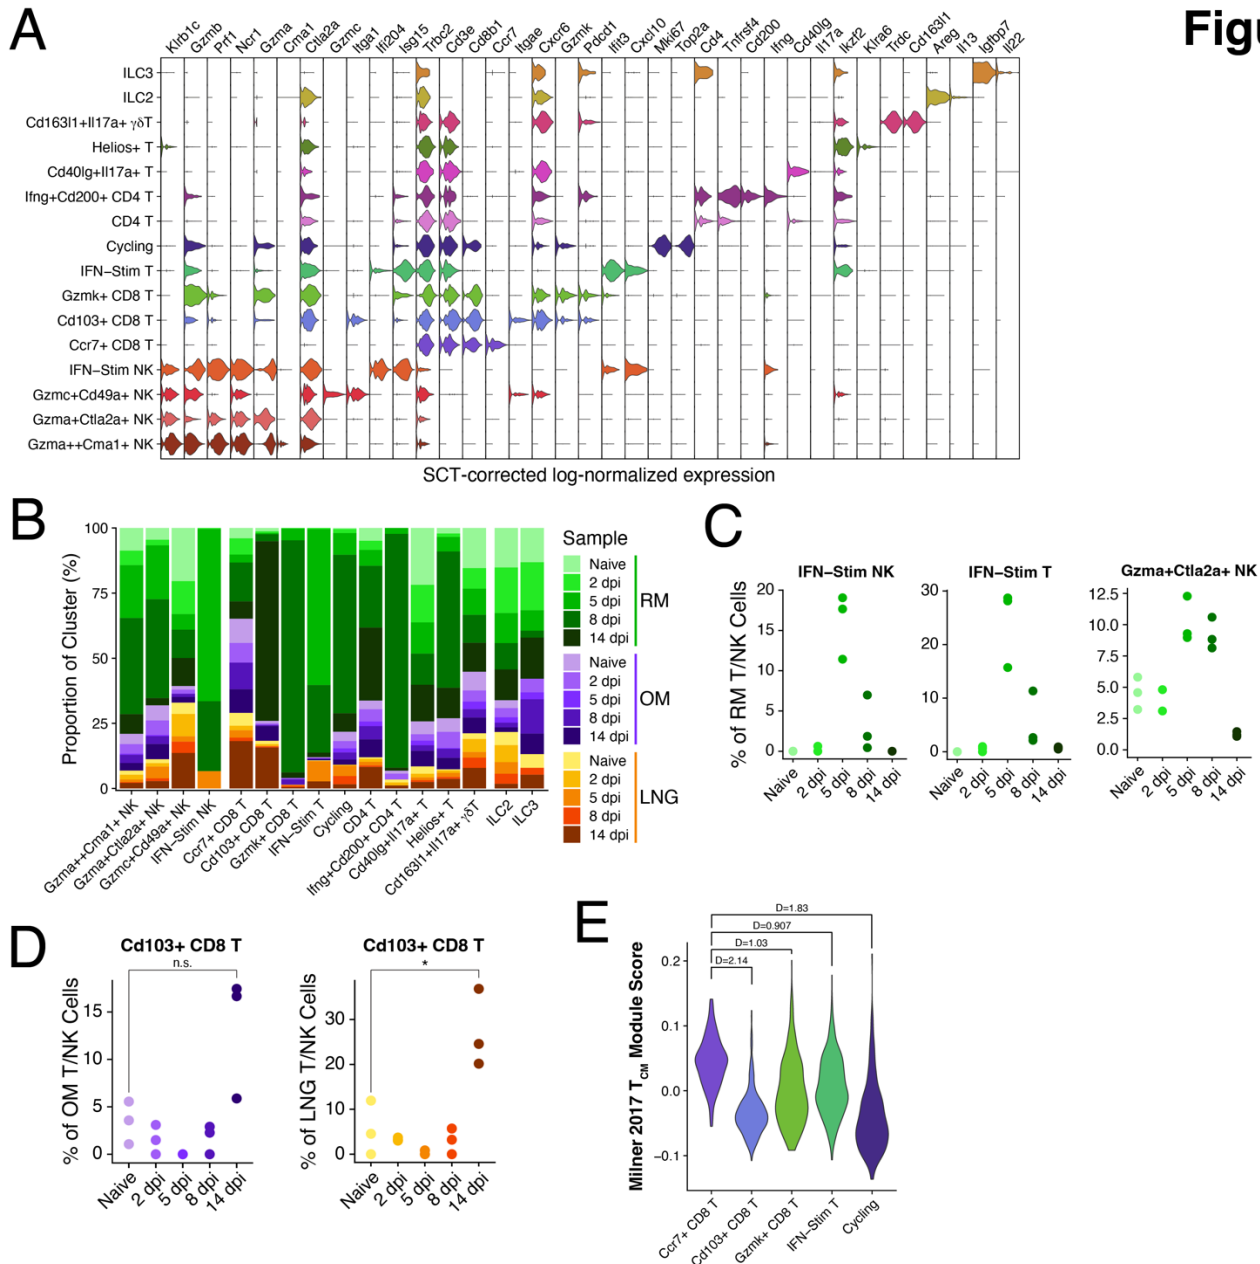 A
Figu
Klrb1c Gzmb Prf1 Ncr1 Gzma Cma1 Ctla2a Gzmc Itga1 Ifi204 Isg15 Trbc2 Cd3e Cd8b1 Ccr7 Itgae Cxcr6 Gzmk Pdcd1 Ifit3 Cxcl10 Mki67 Top2a Cd4 Tnfrsf4 Cd200 Ifng Cd40lg Il17a Ikzf2 Klra6 Trdc Cd163l1 Areg Il13 Igfbp7 Il22
ILC3
ILC2
Cd163l1+Il17a+ γδT
Helios+ T
Cd40lg+Il17a+ T
Ifng+Cd200+ CD4 T
CD4 T
Cycling
IFN−Stim T
Gzmk+ CD8 T
Cd103+ CD8 T
Ccr7+ CD8 T
IFN−Stim NK
Gzmc+Cd49a+ NK
Gzma+Ctla2a+ NK
Gzma++Cma1+ NK
SCT-corrected log-normalized expression
B
Proportion of Cluster (%)
100
75
50
25
0
Gzma++Cma1+ NK
Gzma+Ctla2a+ NK
Gzmc+Cd49a+ NK
IFN−Stim NK
Ccr7+ CD8 T
Cd103+ CD8 T
Gzmk+ CD8 T
IFN−Stim T
Cycling
CD4 T
Ifng+Cd200+ CD4 T
Cd40lg+Il17a+ T
Helios+ T
Cd163l1+Il17a+ γδT
ILC2
ILC3
Sample
Naive
2 dpi
5 dpi
8 dpi
14 dpi
RM
Naive
2 dpi
5 dpi
8 dpi
14 dpi
OM
Naive
2 dpi
5 dpi
8 dpi
14 dpi
LNG
C
% of RM T/NK Cells
IFN−Stim NK
20
15
10
5
0
Naive
2 dpi
5 dpi
8 dpi
14 dpi
IFN−Stim T
30
20
10
0
Naive
2 dpi
5 dpi
8 dpi
14 dpi
Gzma+Ctla2a+ NK
12.5
10.0
7.5
5.0
2.5
0.0
Naive
2 dpi
5 dpi
8 dpi
14 dpi
D
Cd103+ CD8 T
n.s.
% of OM T/NK Cells
15
10
5
0
Naive
2 dpi
5 dpi
8 dpi
14 dpi
Cd103+ CD8 T
*
% of LNG T/NK Cells
30
20
10
0
Naive
2 dpi
5 dpi
8 dpi
14 dpi
E
Milner 2017 TCM Module Score
D=1.83
D=0.907
D=1.03
D=2.14
0.2
0.1
0.0
−0.1
Ccr7+ CD8 T
Cd103+ CD8 T
Gzmk+ CD8 T
IFN−Stim T
Cycling